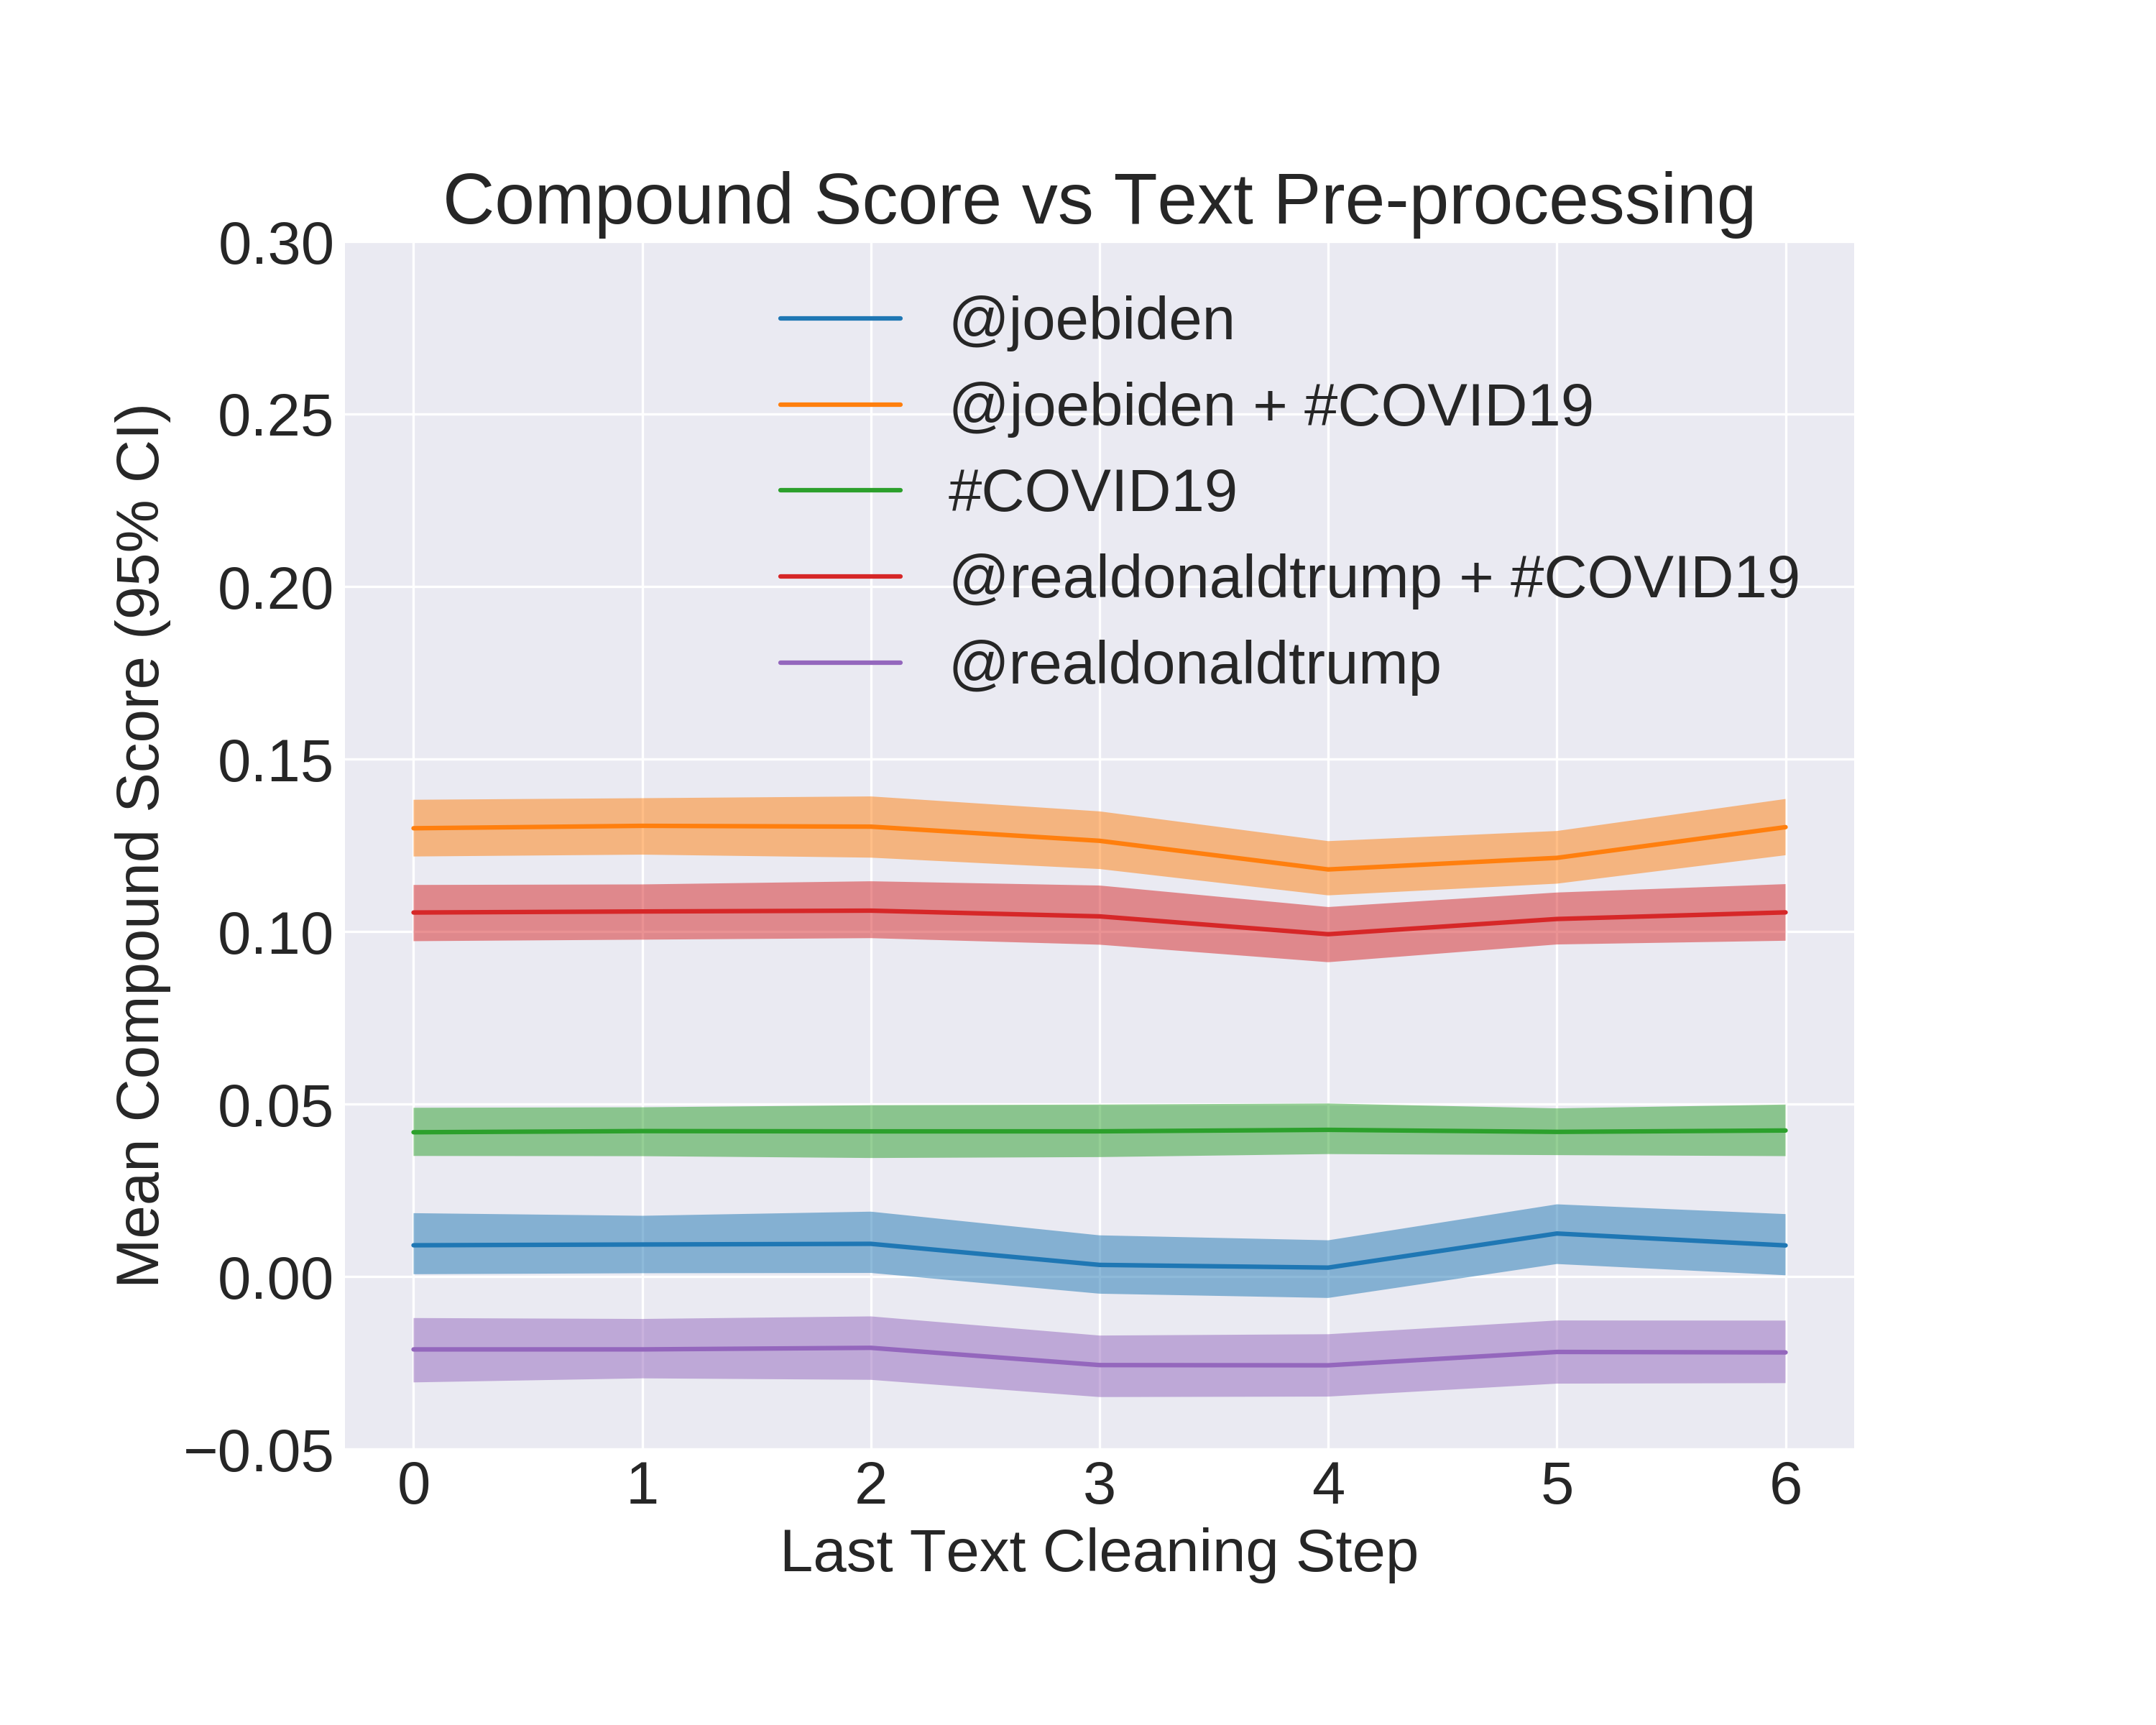 Compound Score vs Text Pre-processing
0.30
0.25
0.20
0.15
0.10
0.05
0.00
−0.05
Mean Compound Score (95% CI)
@joebiden
@joebiden + #COVID19
#COVID19
@realdonaldtrump + #COVID19
@realdonaldtrump
0 1 2 3 4 5 6
Last Text Cleaning Step